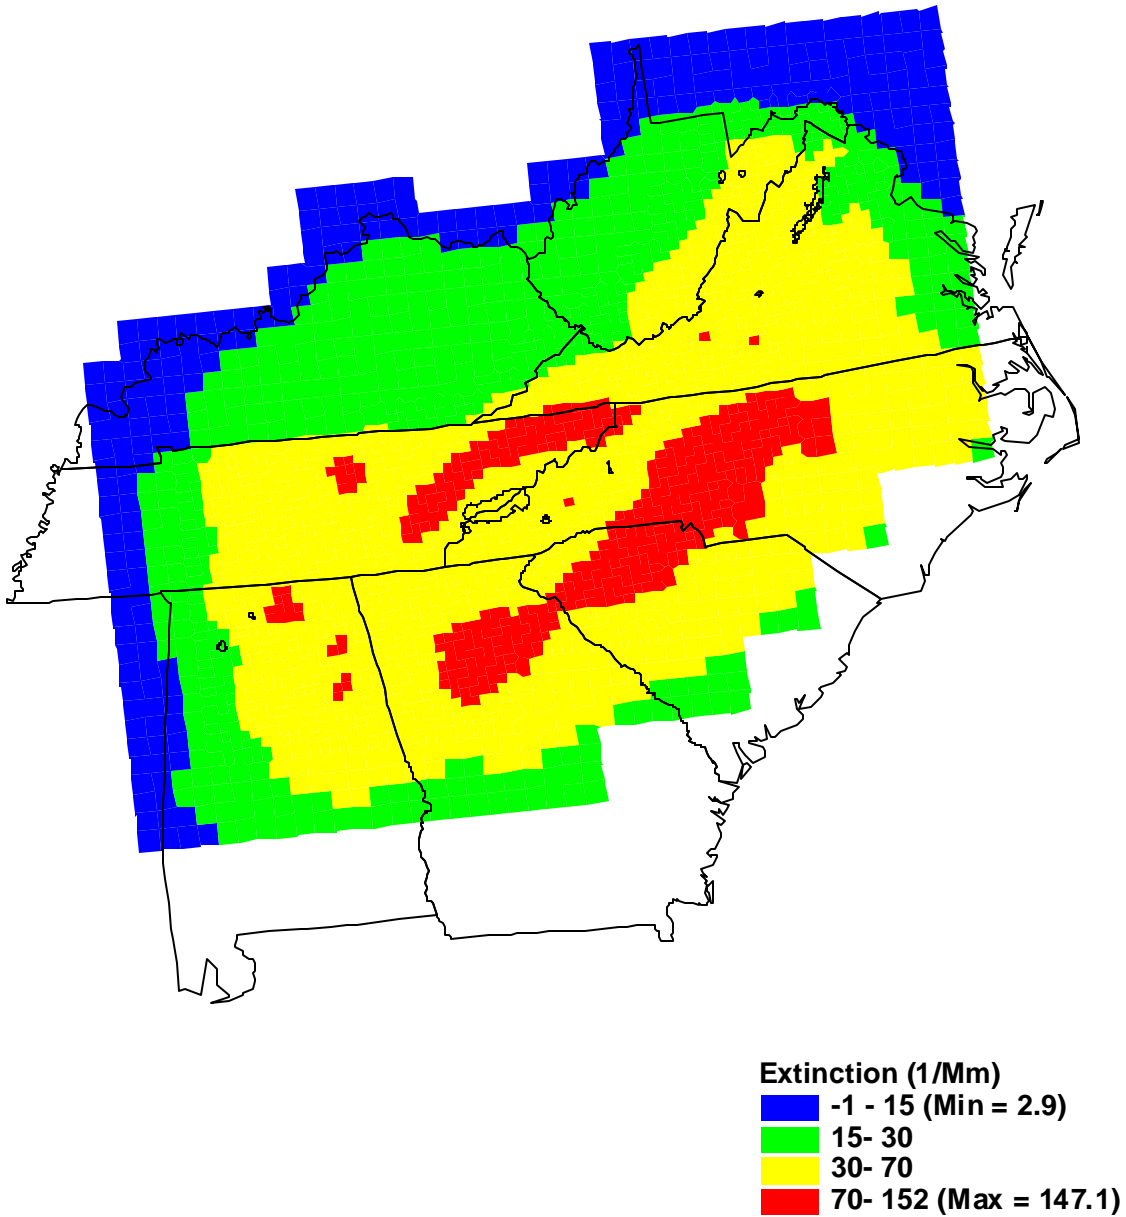 Extinction (1/Mm)
-1 - 15 (Min = 2.9)
15- 30
30- 70
70- 152 (Max = 147.1)